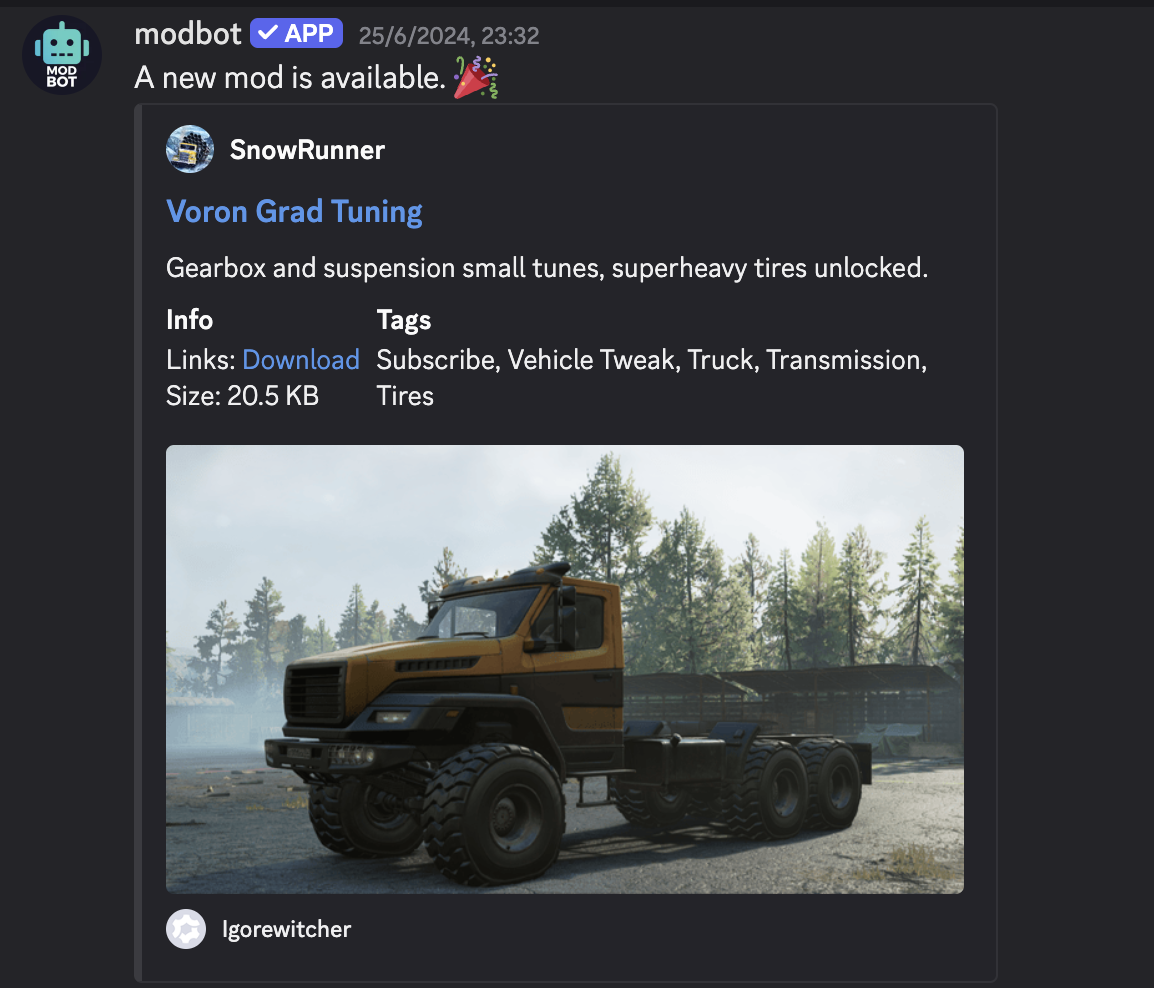 MOD
BOT
modbot ✓ APP 25/6/2024, 23:32
A new mod is available. 🎉
SnowRunner
Voron Grad Tuning
Gearbox and suspension small tunes, superheavy tires unlocked.
Info
Links: Download
Size: 20.5 KB
Tags
Subscribe, Vehicle Tweak, Truck, Transmission,
Tires
Igorewitcher